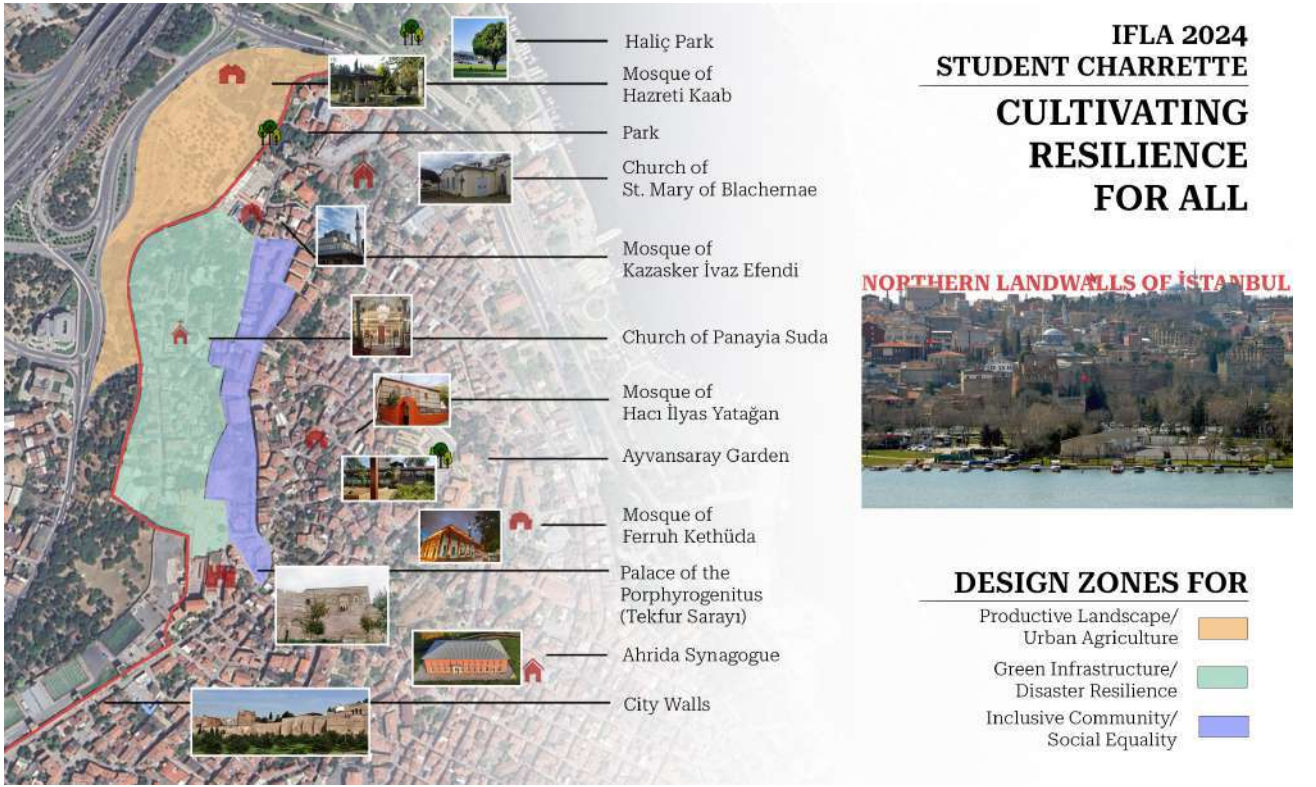 Haliç Park
Mosque of
Hazreti Kaab
Park
Church of
St. Mary of Blachernae
Mosque of
Kazasker İvaz Efendi
Church of Panayia Suda
Mosque of
Hacı İlyas Yatağan
Ayvansaray Garden
Mosque of
Ferruh Kethüda
Palace of the
Porphyrogenitus
(Tekfur Sarayı)
Ahrida Synagogue
City Walls
IFLA 2024
STUDENT CHARRETTE
CULTIVATING
RESILIENCE
FOR ALL
NORTHERN LANDWALLS OF İSTANBUL
DESIGN ZONES FOR
Productive Landscape/
Urban Agriculture
Green Infrastructure/
Disaster Resilience
Inclusive Community/
Social Equality